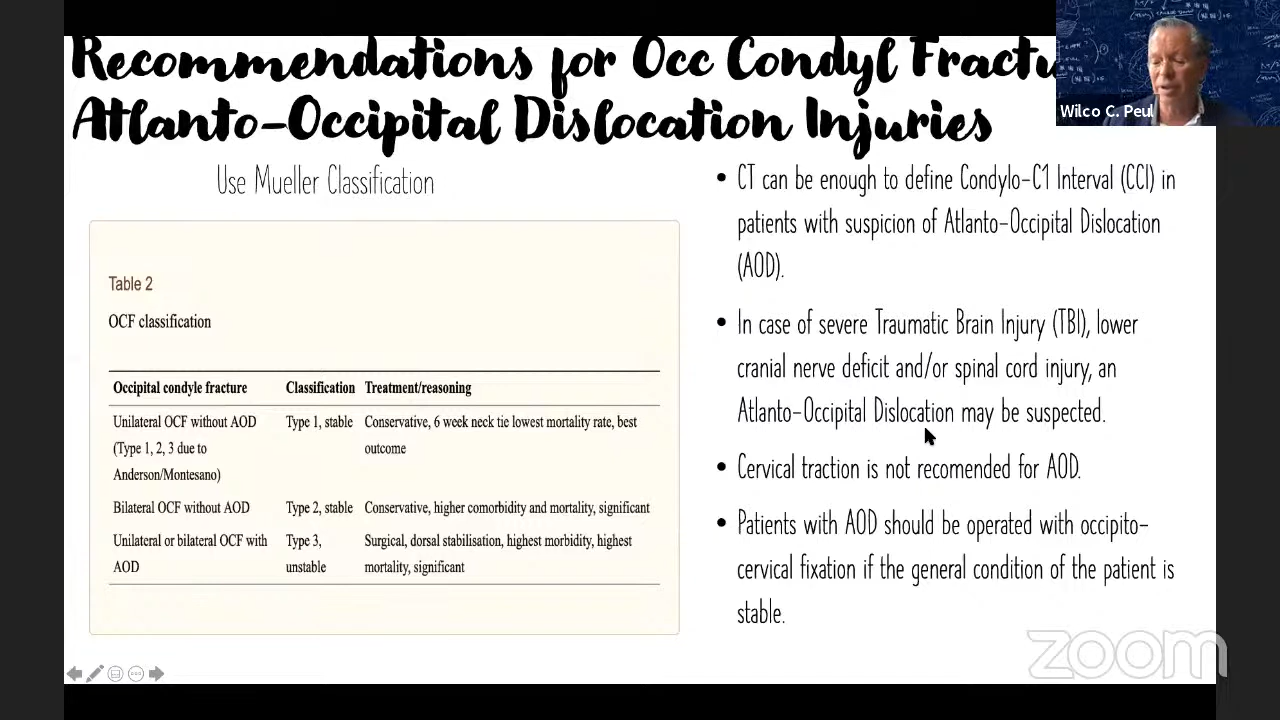 Recommendations for Occ Condyl Fractu
Atlanto-Occipital Dislocation Injuries
Wilco C. Peul
Use Mueller Classification
Table 2
OCF classification
Occipital condyle fracture Classification Treatment/reasoning
Unilateral OCF without AOD Type 1, stable Conservative, 6 week neck tie lowest mortality rate, best
(Type 1, 2, 3 due to outcome
Anderson/Montesano)
Bilateral OCF without AOD Type 2, stable Conservative, higher comorbidity and mortality, significant
Unilateral or bilateral OCF with Type 3, Surgical, dorsal stabilisation, highest morbidity, highest
AOD unstable mortality, significant
• CT can be enough to define Condylo-C1 Interval (CCI) in
patients with suspicion of Atlanto-Occipital Dislocation
(AOD).
• In case of severe Traumatic Brain Injury (TBI), lower
cranial nerve deficit and/or spinal cord injury, an
Atlanto-Occipital Dislocation may be suspected.
• Cervical traction is not recomended for AOD.
• Patients with AOD should be operated with occipito-
cervical fixation if the general condition of the patient is
stable.
zoom